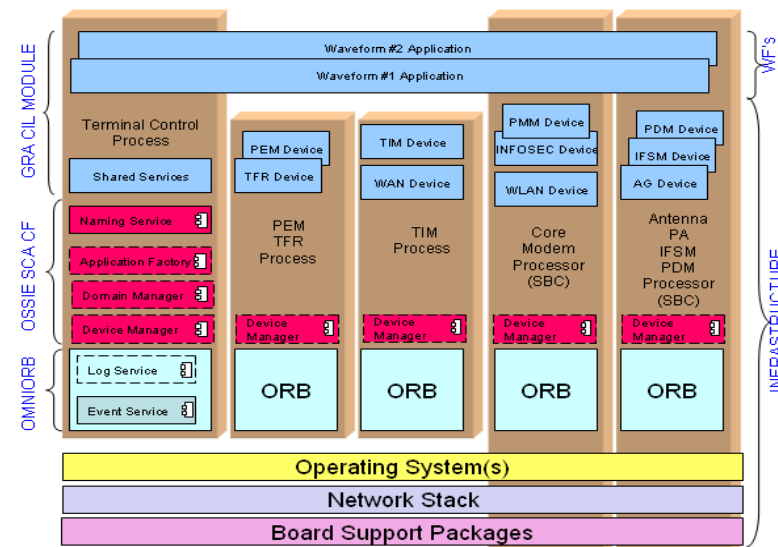 Waveform #2 Application
Waveform #1 Application
WF's
GRA CIL MODULE
Terminal Control
Process
Shared Services
PEM Device
TFR Device
TIM Device
WAN Device
PMM Device
INFOSEC Device
WLAN Device
PDM Device
IFSM Device
AG Device
OSSIE SCA CF
Naming Service
Application Factory
Domain Manager
Device Manager
PEM
TFR
Process
TIM
Process
Core
Modem
Processor
(SBC)
Antenna
PA
IFSM
PDM
Processor
(SBC)
Device
Manager
Device
Manager
Device
Manager
Device
Manager
INFRASTRUCTURE
OMNIORB
Log Service
Event Service
ORB
ORB
ORB
ORB
Operating System(s)
Network Stack
Board Support Packages